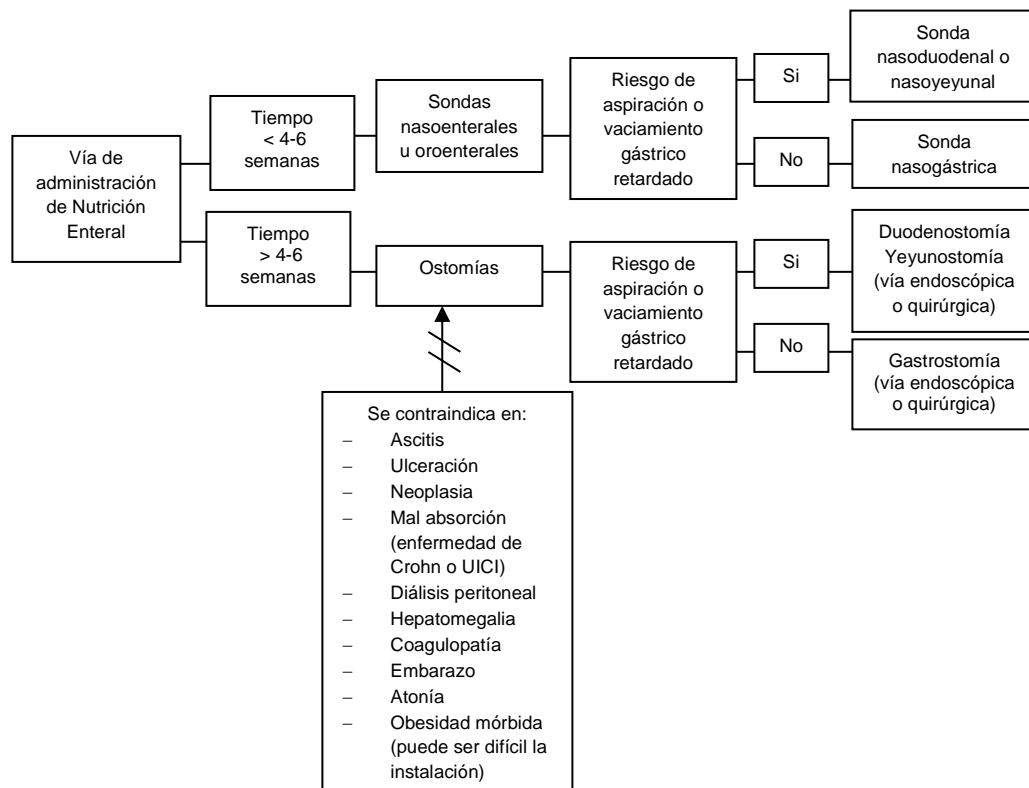 Vía de
administración
de Nutrición
Enteral
Tiempo
< 4-6
semanas
Sondas
nasoenterales
u oroenterales
Riesgo de
aspiración o
vaciamiento
gástrico
retardado
Si
Sonda
nasoduodenal o
nasoyeyunal
No
Sonda
nasogástrica
Tiempo
> 4-6
semanas
Ostomías
Riesgo de
aspiración o
vaciamiento
gástrico
retardado
Si
Duodenostomía
Yeyunostomía
(vía endoscópica
o quirúrgica)
No
Gastrostomía
(vía endoscópica
o quirúrgica)
Se contraindica en:
– Ascitis
– Ulceración
– Neoplasia
– Mal absorción
(enfermedad de
Crohn o UICI)
– Diálisis peritoneal
– Hepatomegalia
– Coagulopatía
– Embarazo
– Atonía
– Obesidad mórbida
(puede ser difícil la
instalación)